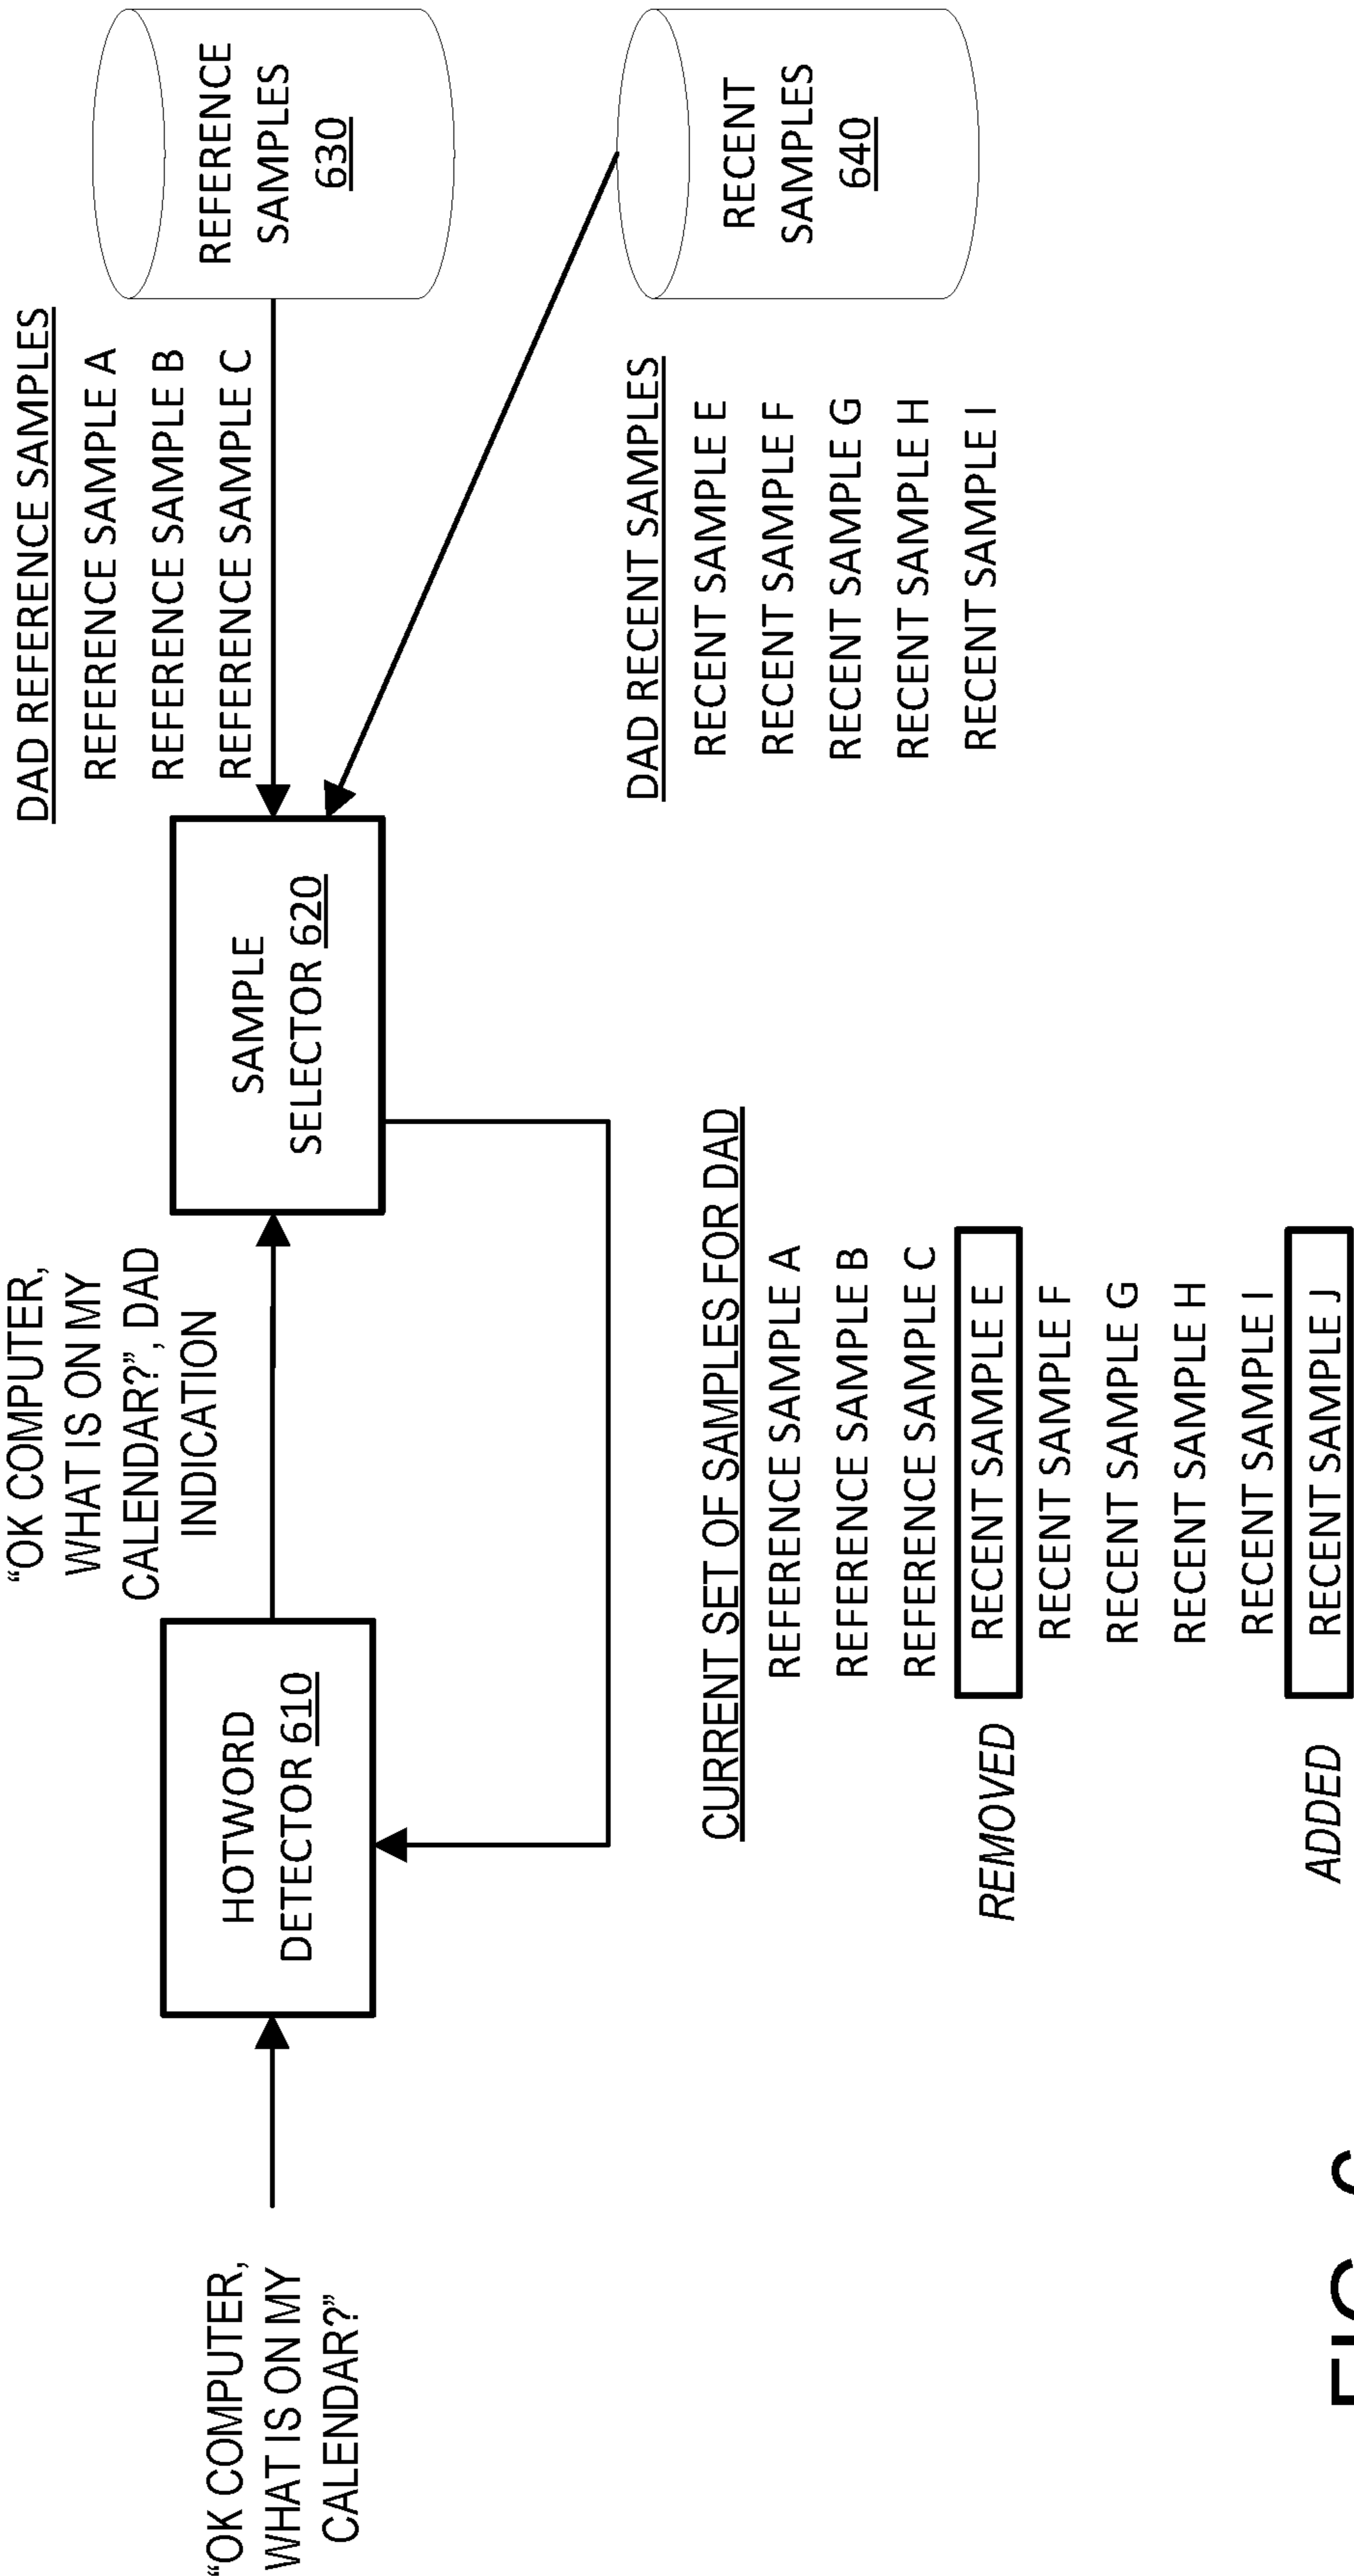 “OK COMPUTER,
WHAT IS ON MY
CALENDAR?”
HOTWORD
DETECTOR 610
“OK COMPUTER,
WHAT IS ON MY
CALENDAR?”, DAD
INDICATION
SAMPLE
SELECTOR 620
DAD REFERENCE SAMPLES
REFERENCE SAMPLE A
REFERENCE SAMPLE B
REFERENCE SAMPLE C
REFERENCE
SAMPLES
630
DAD RECENT SAMPLES
RECENT SAMPLE E
RECENT SAMPLE F
RECENT SAMPLE G
RECENT SAMPLE H
RECENT SAMPLE I
RECENT
SAMPLES
640
CURRENT SET OF SAMPLES FOR DAD
REFERENCE SAMPLE A
REFERENCE SAMPLE B
REFERENCE SAMPLE C
REMOVED
RECENT SAMPLE E
RECENT SAMPLE F
RECENT SAMPLE G
RECENT SAMPLE H
RECENT SAMPLE I
ADDED
RECENT SAMPLE J